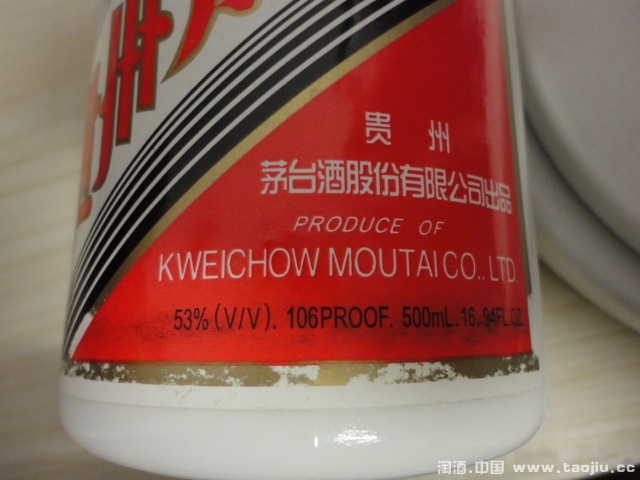 州
贵 州
茅台酒股份有限公司出品
PRODUCE OF
KWEICHOW MOUTAI CO., LTD.
53% (V/V). 106PROOF. 500mL. 16.94FL.OZ.
淘酒.中国 www.taojiu.cc